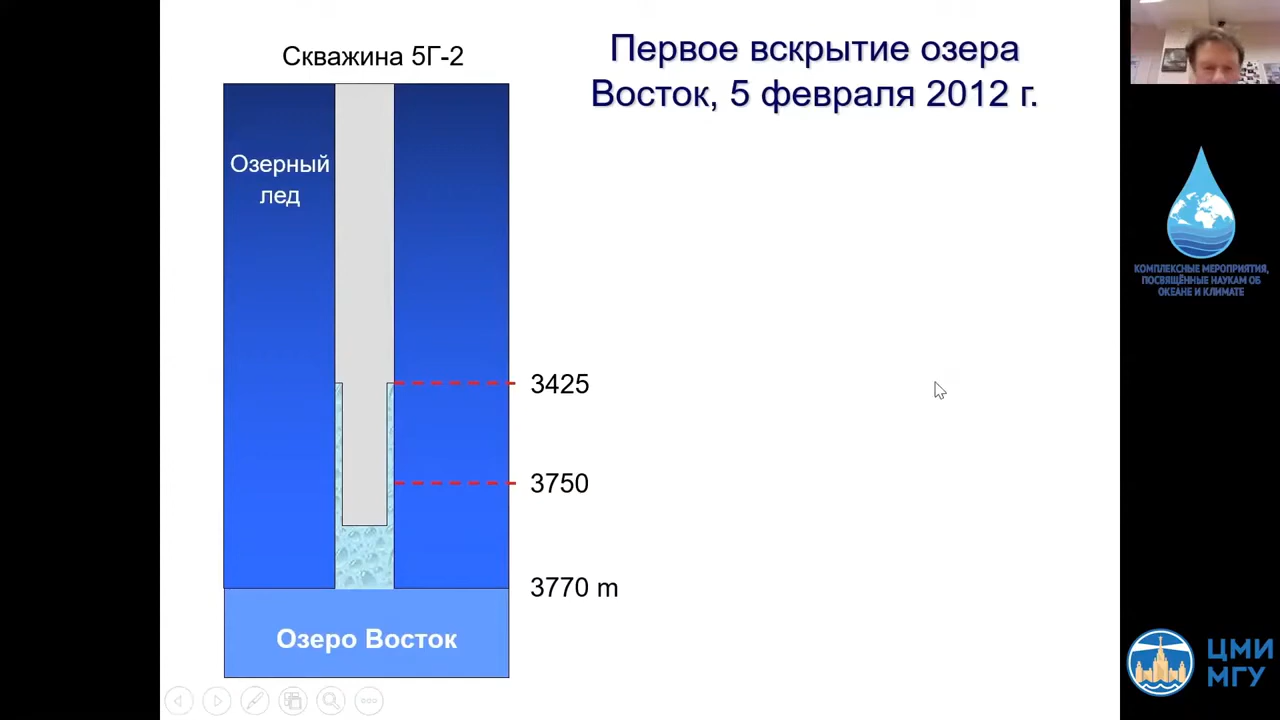 Скважина 5Г-2
Первое вскрытие озера
Восток, 5 февраля 2012 г.
Озерный
лед
3425
3750
3770 m
Озеро Восток
КОМПЛЕКСНЫЕ МЕРОПРИЯТИЯ,
ПОСВЯЩЁННЫЕ НАУКАМ ОБ
ОКЕАНЕ И КЛИМАТЕ
ЦМИ
МГУ